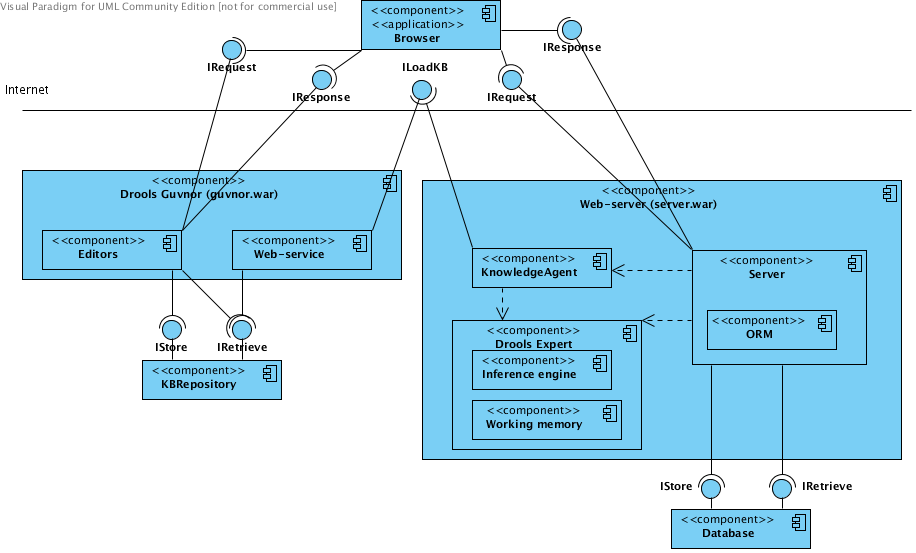 Visual Paradigm for UML Community Edition [not for commercial use]
<<component>>
<<application>>
Browser
IRequest
IResponse
ILoadKB
IRequest
IResponse
Internet
<<component>>
Drools Guvnor (guvnor.war)
<<component>>
Editors
<<component>>
Web-service
IStore
IRetrieve
<<component>>
KBRepository
<<component>>
Web-server (server.war)
<<component>>
KnowledgeAgent
<<component>>
Server
<<component>>
ORM
<<component>>
Drools Expert
<<component>>
Inference engine
<<component>>
Working memory
IStore
IRetrieve
<<component>>
Database